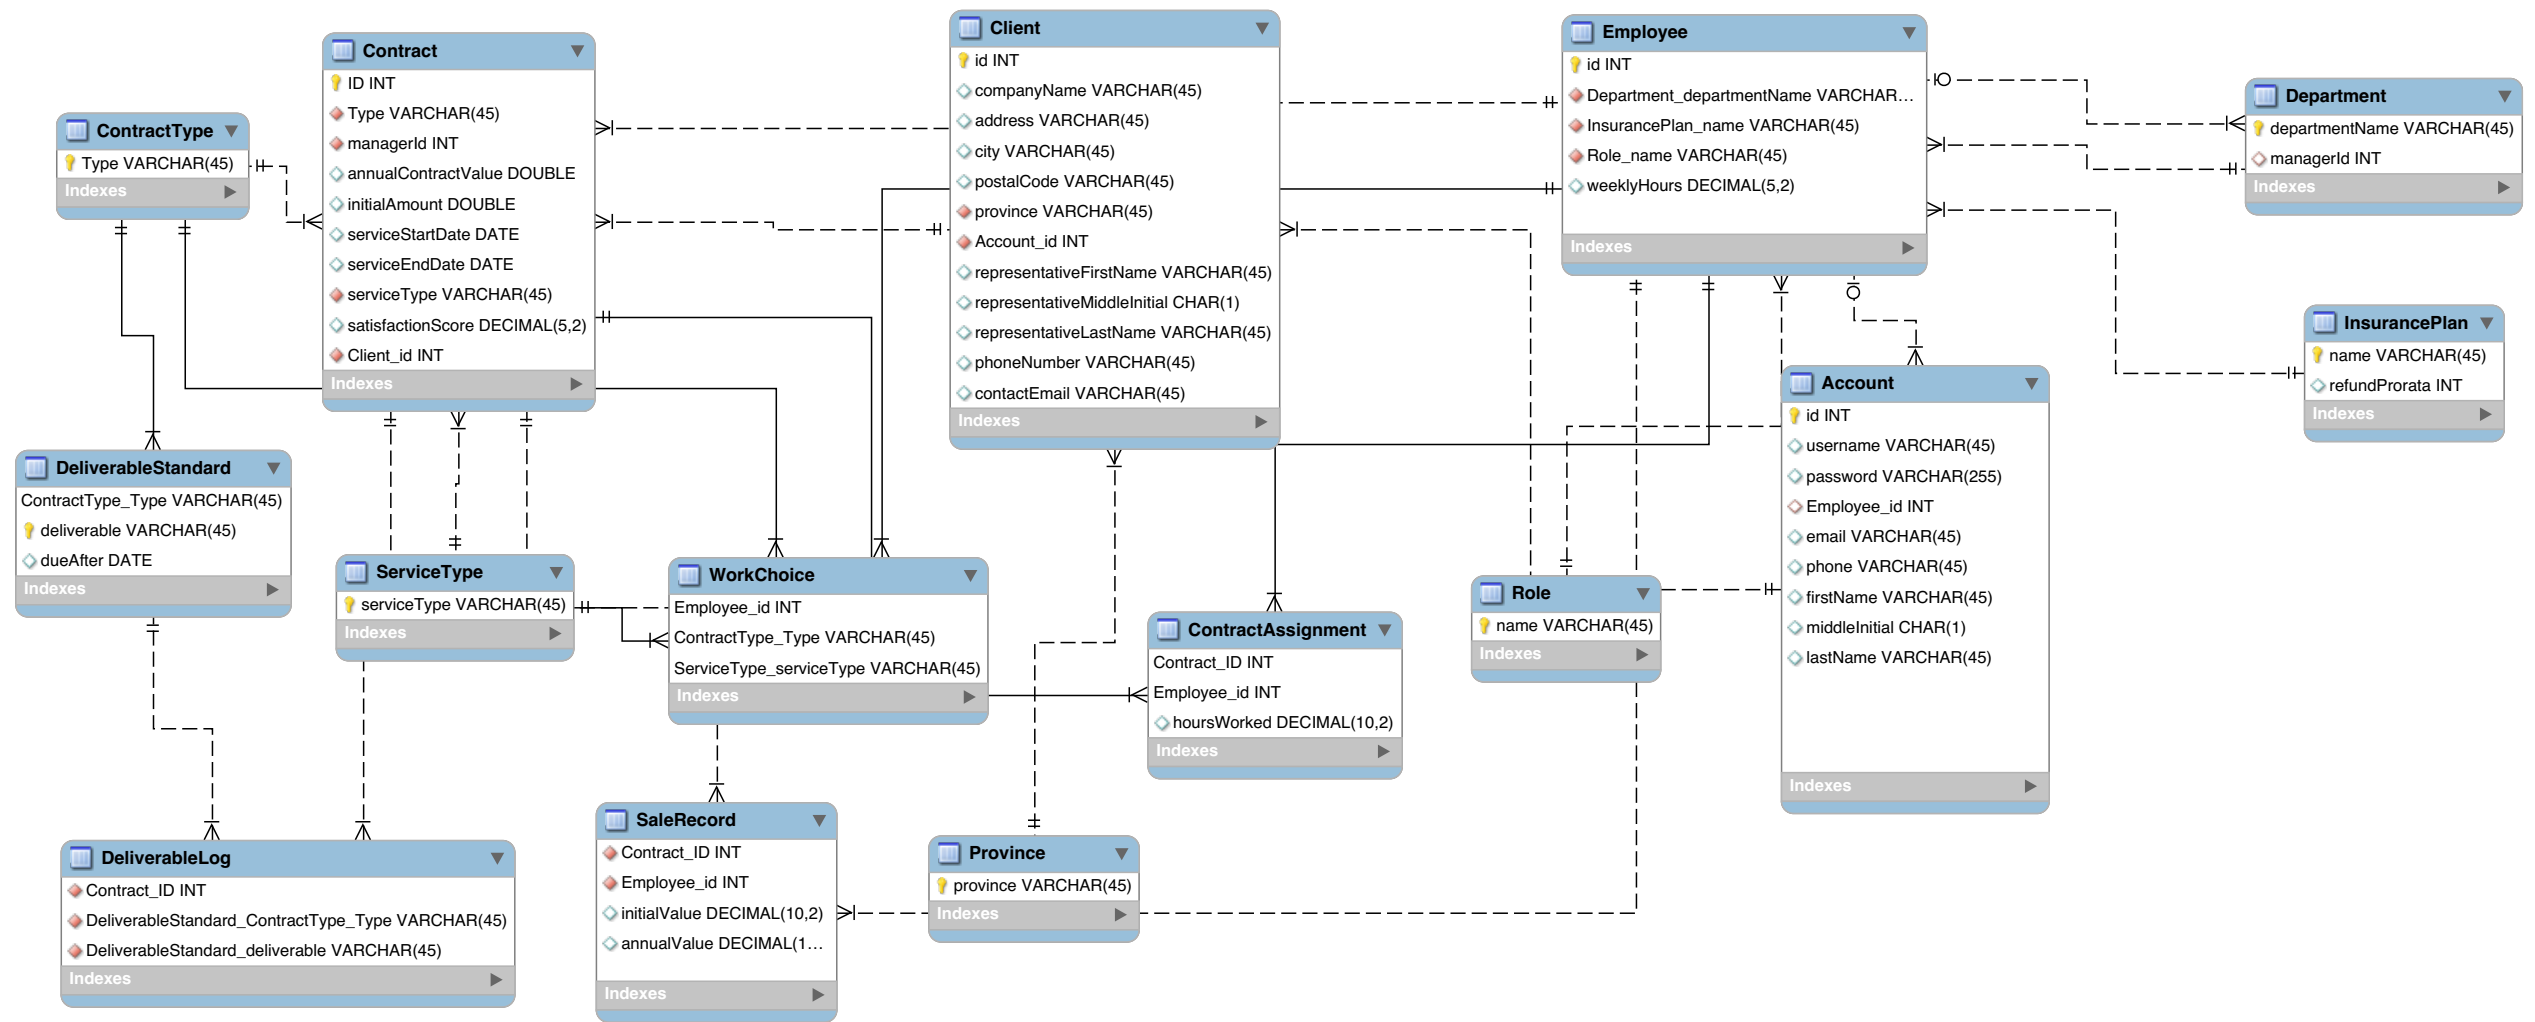 Contract
ID INT
Type VARCHAR(45)
managerId INT
annualContractValue DOUBLE
initialAmount DOUBLE
serviceStartDate DATE
serviceEndDate DATE
serviceType VARCHAR(45)
satisfactionScore DECIMAL(5,2)
Client_id INT
Indexes
Client
id INT
companyName VARCHAR(45)
address VARCHAR(45)
city VARCHAR(45)
postalCode VARCHAR(45)
province VARCHAR(45)
Account_id INT
representativeFirstName VARCHAR(45)
representativeMiddleInitial CHAR(1)
representativeLastName VARCHAR(45)
phoneNumber VARCHAR(45)
contactEmail VARCHAR(45)
Indexes
Employee
id INT
Department_departmentName VARCHAR...
InsurancePlan_name VARCHAR(45)
Role_name VARCHAR(45)
weeklyHours DECIMAL(5,2)
Indexes
Department
departmentName VARCHAR(45)
managerId INT
Indexes
ContractType
Type VARCHAR(45)
Indexes
InsurancePlan
name VARCHAR(45)
refundProrata INT
Indexes
Account
id INT
username VARCHAR(45)
password VARCHAR(255)
Employee_id INT
email VARCHAR(45)
phone VARCHAR(45)
firstName VARCHAR(45)
middleInitial CHAR(1)
lastName VARCHAR(45)
Indexes
DeliverableStandard
ContractType_Type VARCHAR(45)
deliverable VARCHAR(45)
dueAfter DATE
Indexes
ServiceType
serviceType VARCHAR(45)
Indexes
WorkChoice
Employee_id INT
ContractType_Type VARCHAR(45)
ServiceType_serviceType VARCHAR(45)
Indexes
ContractAssignment
Contract_ID INT
Employee_id INT
hoursWorked DECIMAL(10,2)
Indexes
Role
name VARCHAR(45)
Indexes
DeliverableLog
Contract_ID INT
DeliverableStandard_ContractType_Type VARCHAR(45)
DeliverableStandard_deliverable VARCHAR(45)
Indexes
SaleRecord
Contract_ID INT
Employee_id INT
initialValue DECIMAL(10,2)
annualValue DECIMAL(1...
Indexes
Province
province VARCHAR(45)
Indexes